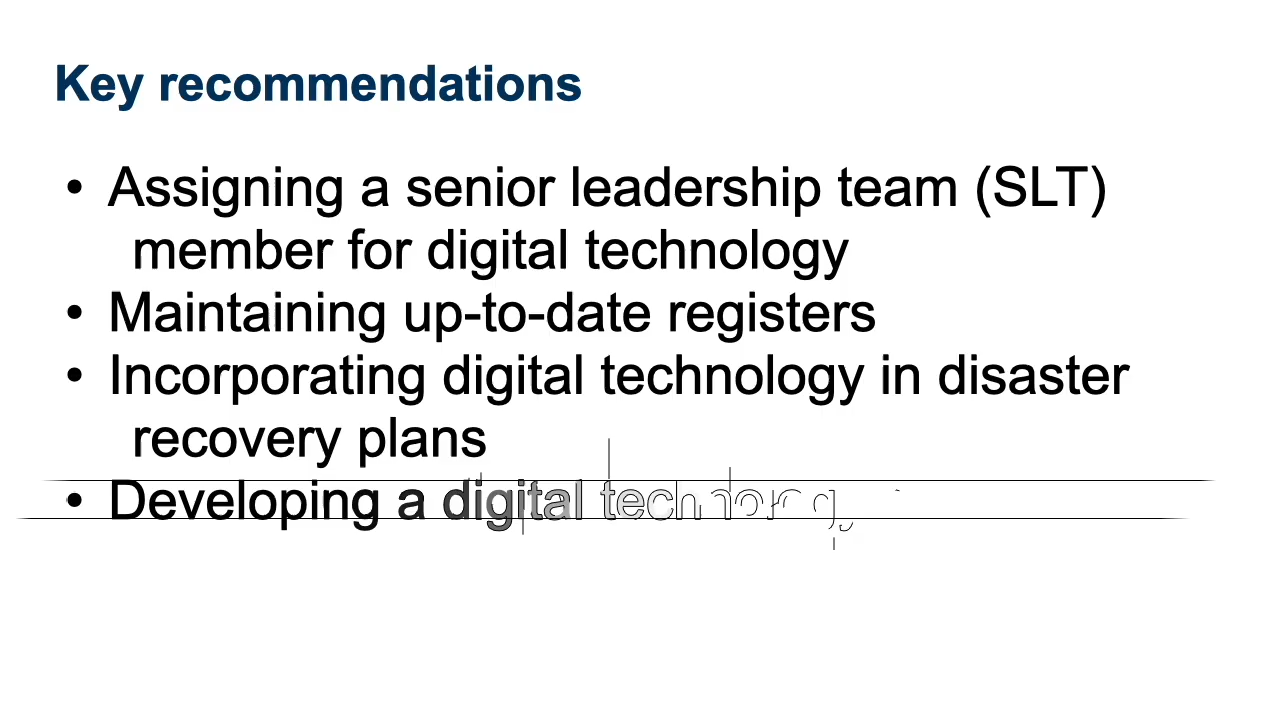 Key recommendations
• Assigning a senior leadership team (SLT)
member for digital technology
• Maintaining up-to-date registers
• Incorporating digital technology in disaster
recovery plans
• Developing a digital technology